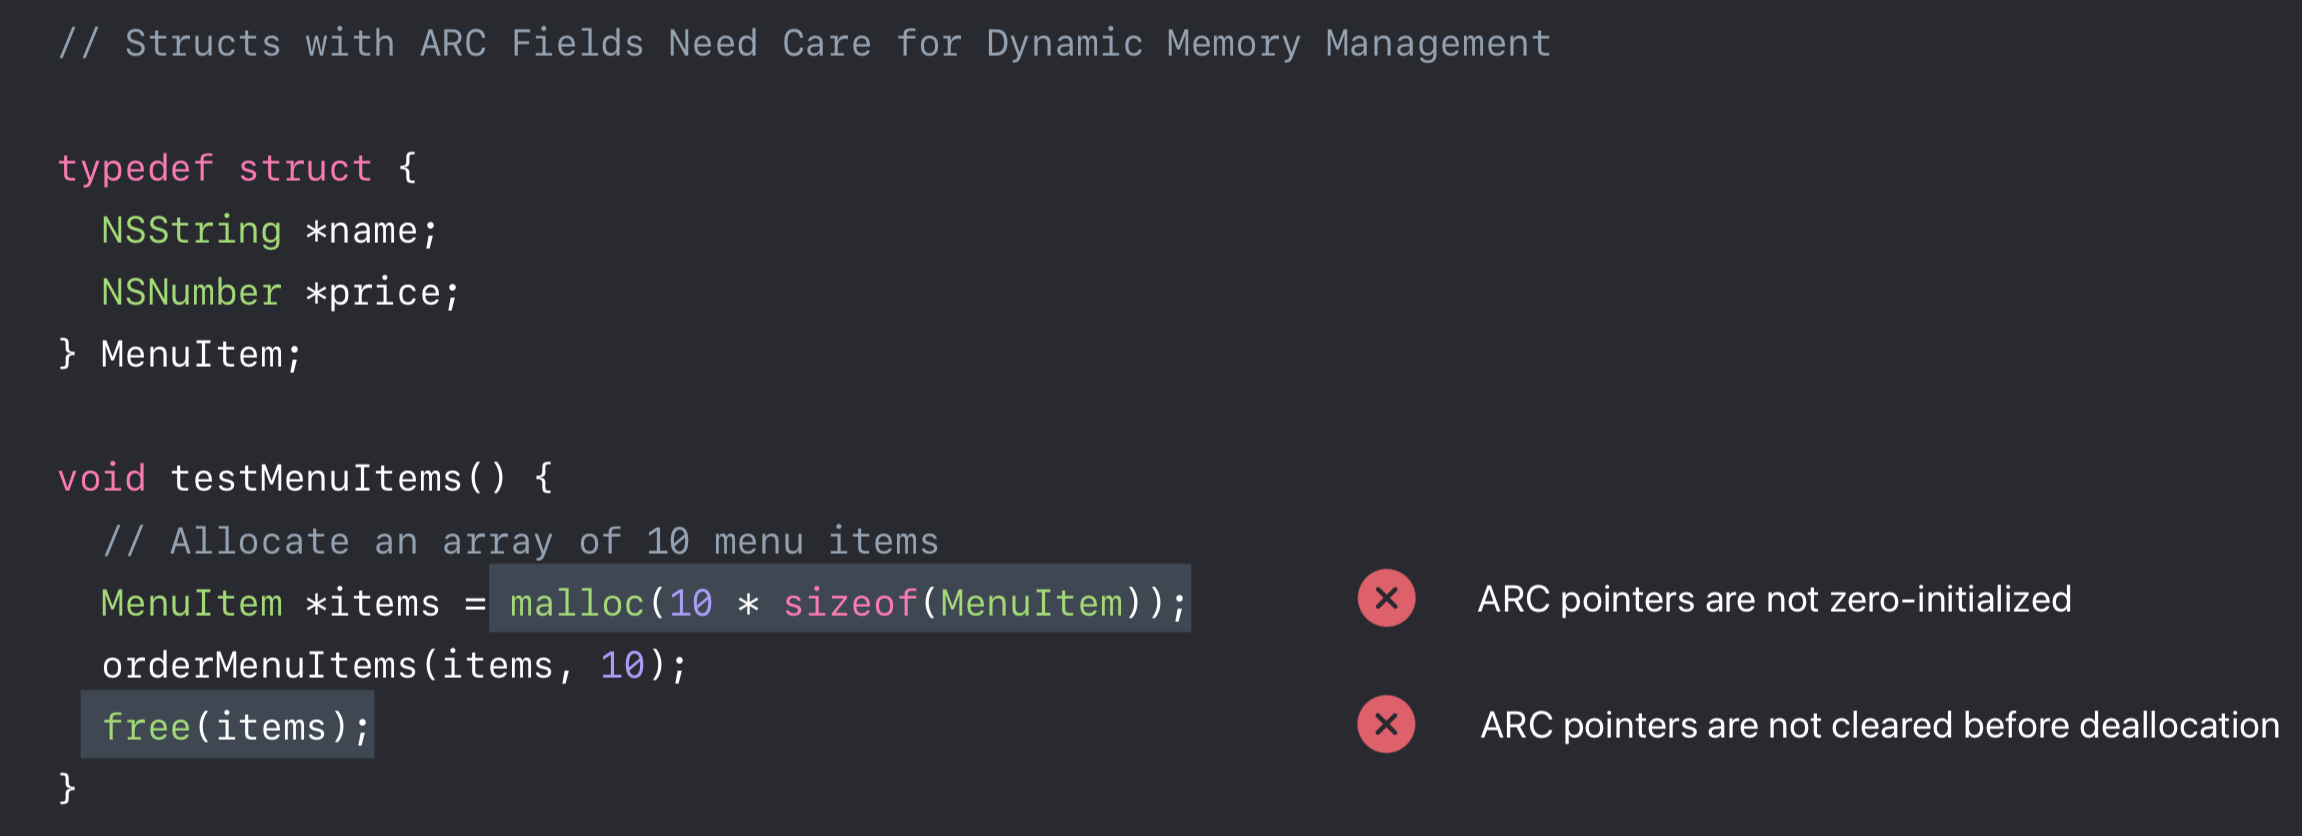 // Structs with ARC Fields Need Care for Dynamic Memory Management
typedef struct {
NSString *name;
NSNumber *price;
} MenuItem;
void testMenuItems() {
// Allocate an array of 10 menu items
MenuItem *items = malloc(10 * sizeof(MenuItem));
ARC pointers are not zero-initialized
orderMenuItems(items, 10);
free(items);
ARC pointers are not cleared before deallocation
}